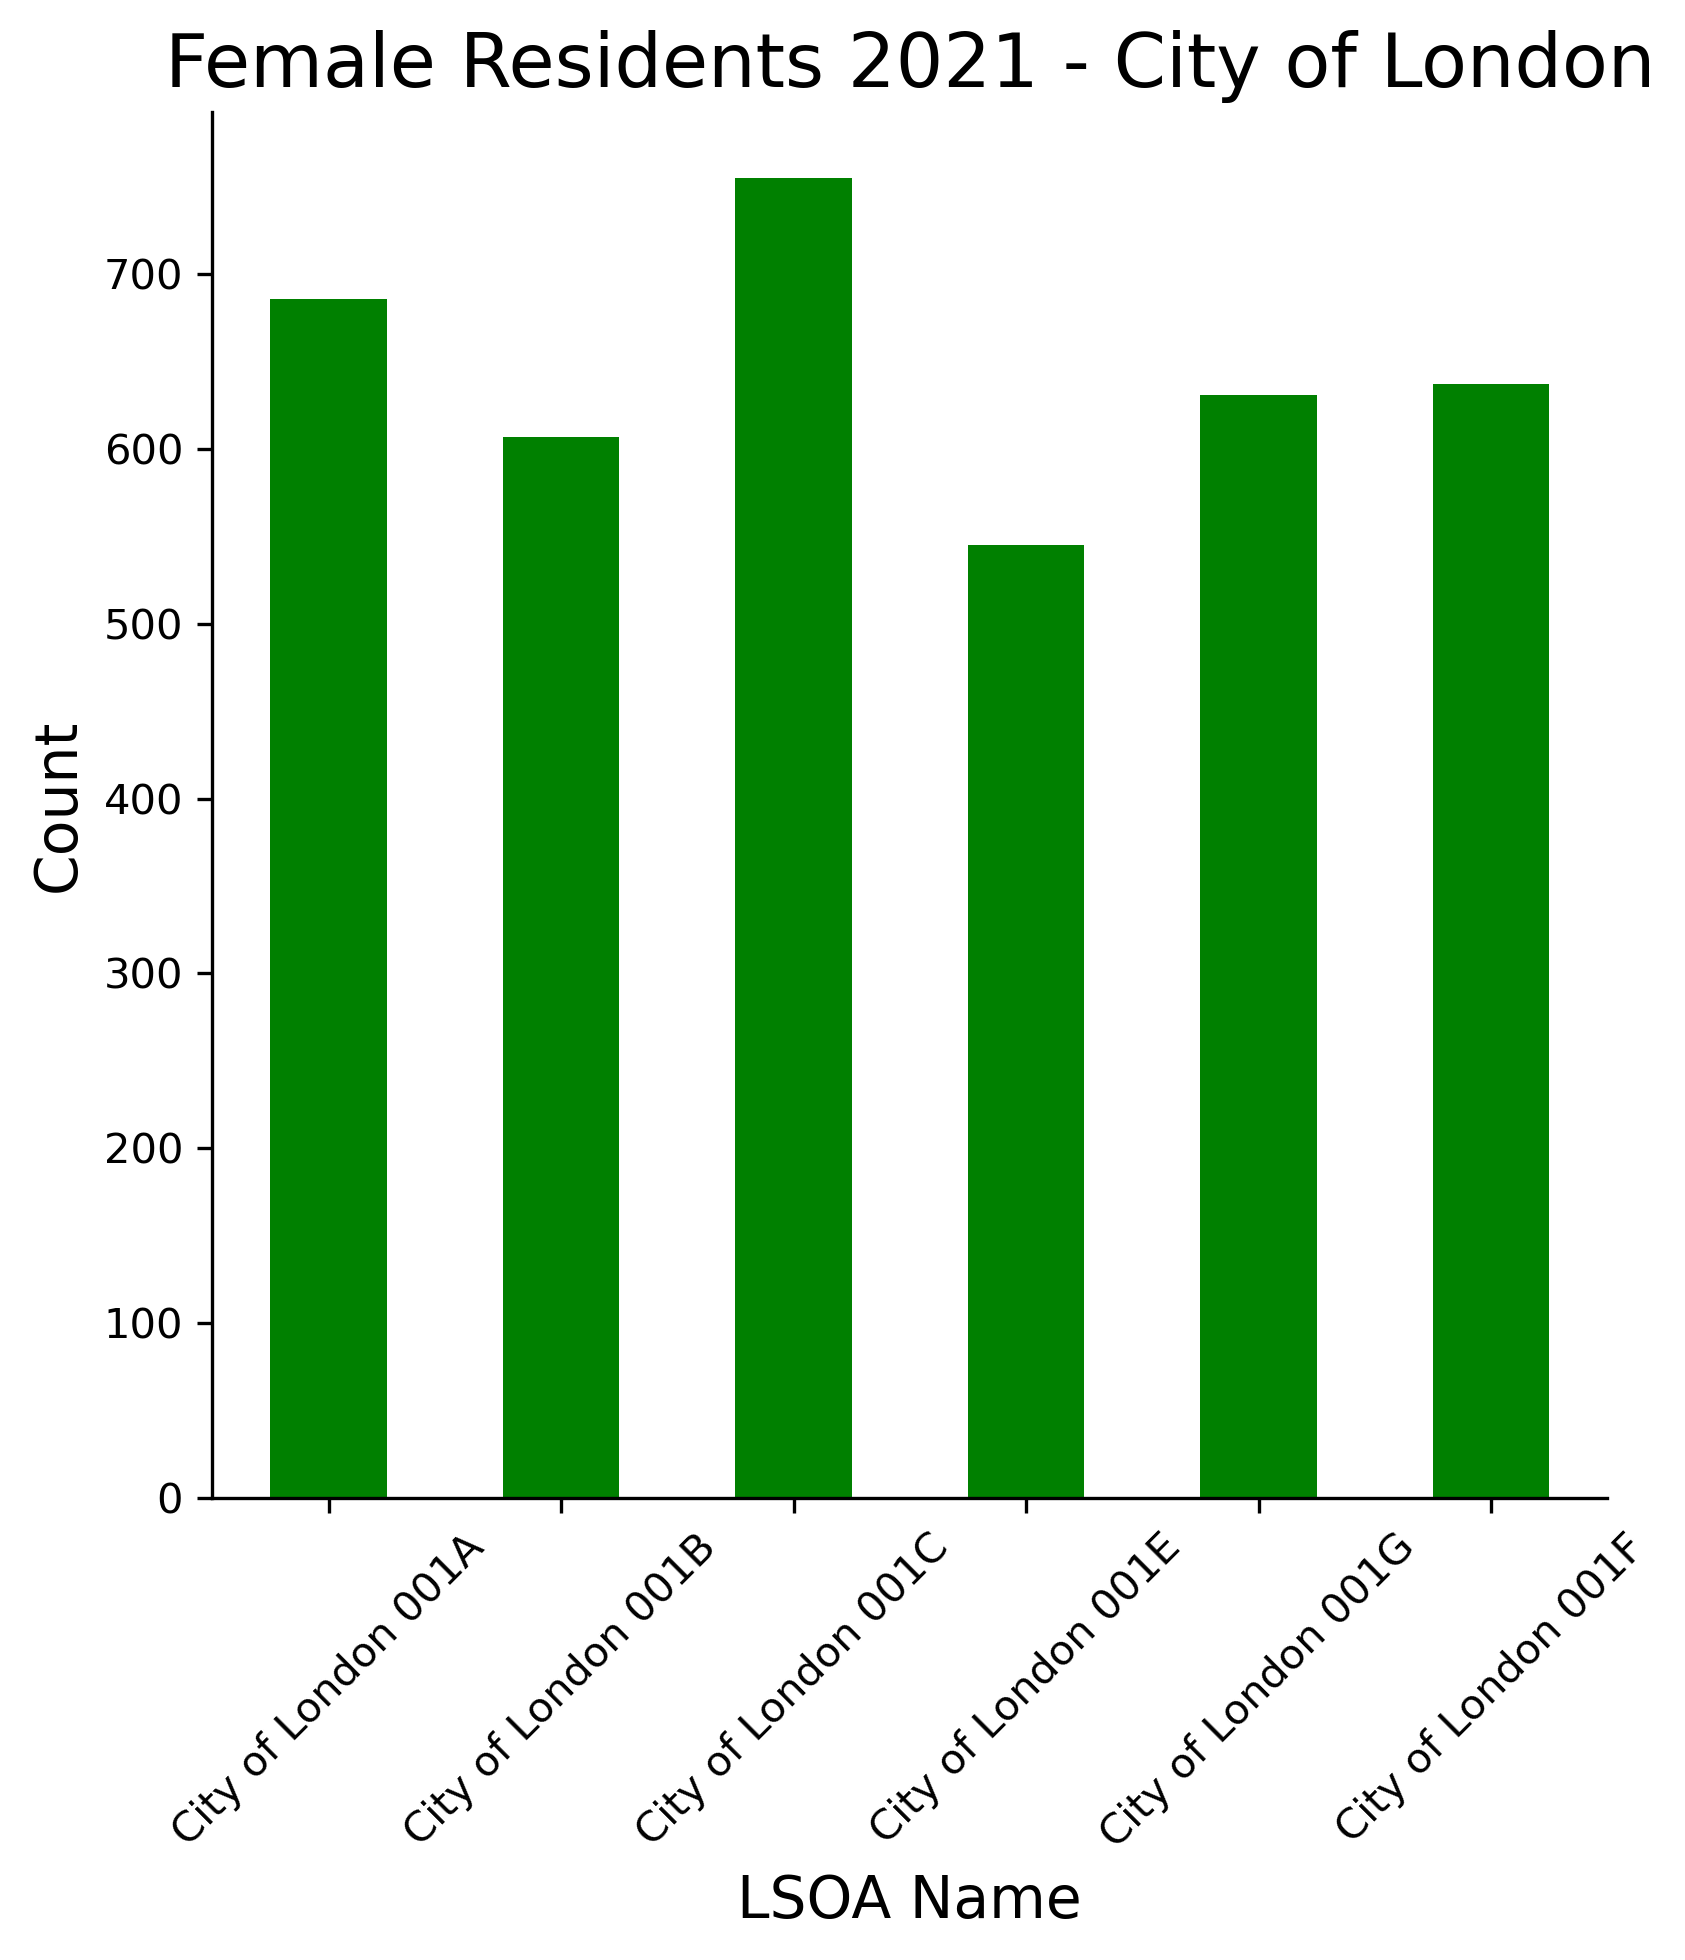 Female Residents 2021 - City of London
Count
700
600
500
400
300
200
100
0
City of London 001A
City of London 001B
City of London 001C
City of London 001E
City of London 001G
City of London 001F
LSOA Name